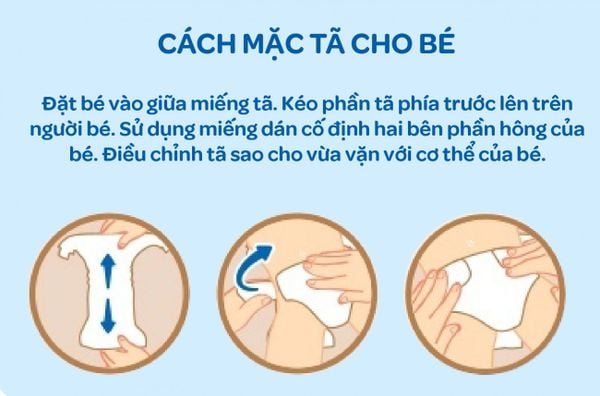 CÁCH MẶC TÃ CHO BÉ
Đặt bé vào giữa miếng tã. Kéo phần tã phía trước lên trên
người bé. Sử dụng miếng dán cố định hai bên phần hông của
bé. Điều chỉnh tã sao cho vừa vặn với cơ thể của bé.